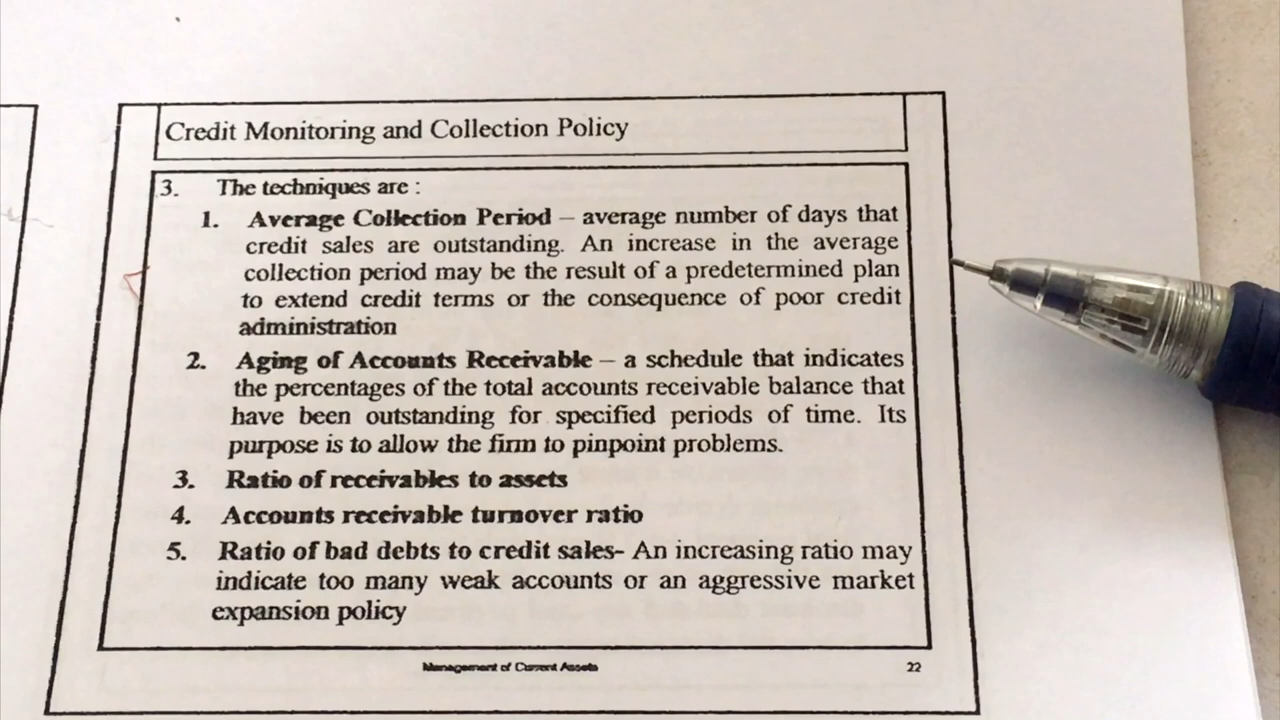 Credit Monitoring and Collection Policy
3. The techniques are :
1. Average Collection Period – average number of days that
credit sales are outstanding. An increase in the average
collection period may be the result of a predetermined plan
to extend credit terms or the consequence of poor credit
administration
2. Aging of Accounts Receivable – a schedule that indicates
the percentages of the total accounts receivable balance that
have been outstanding for specified periods of time. Its
purpose is to allow the firm to pinpoint problems.
3. Ratio of receivables to assets
4. Accounts receivable turnover ratio
5. Ratio of bad debts to credit sales- An increasing ratio may
indicate too many weak accounts or an aggressive market
expansion policy
Management of Current Assets 22